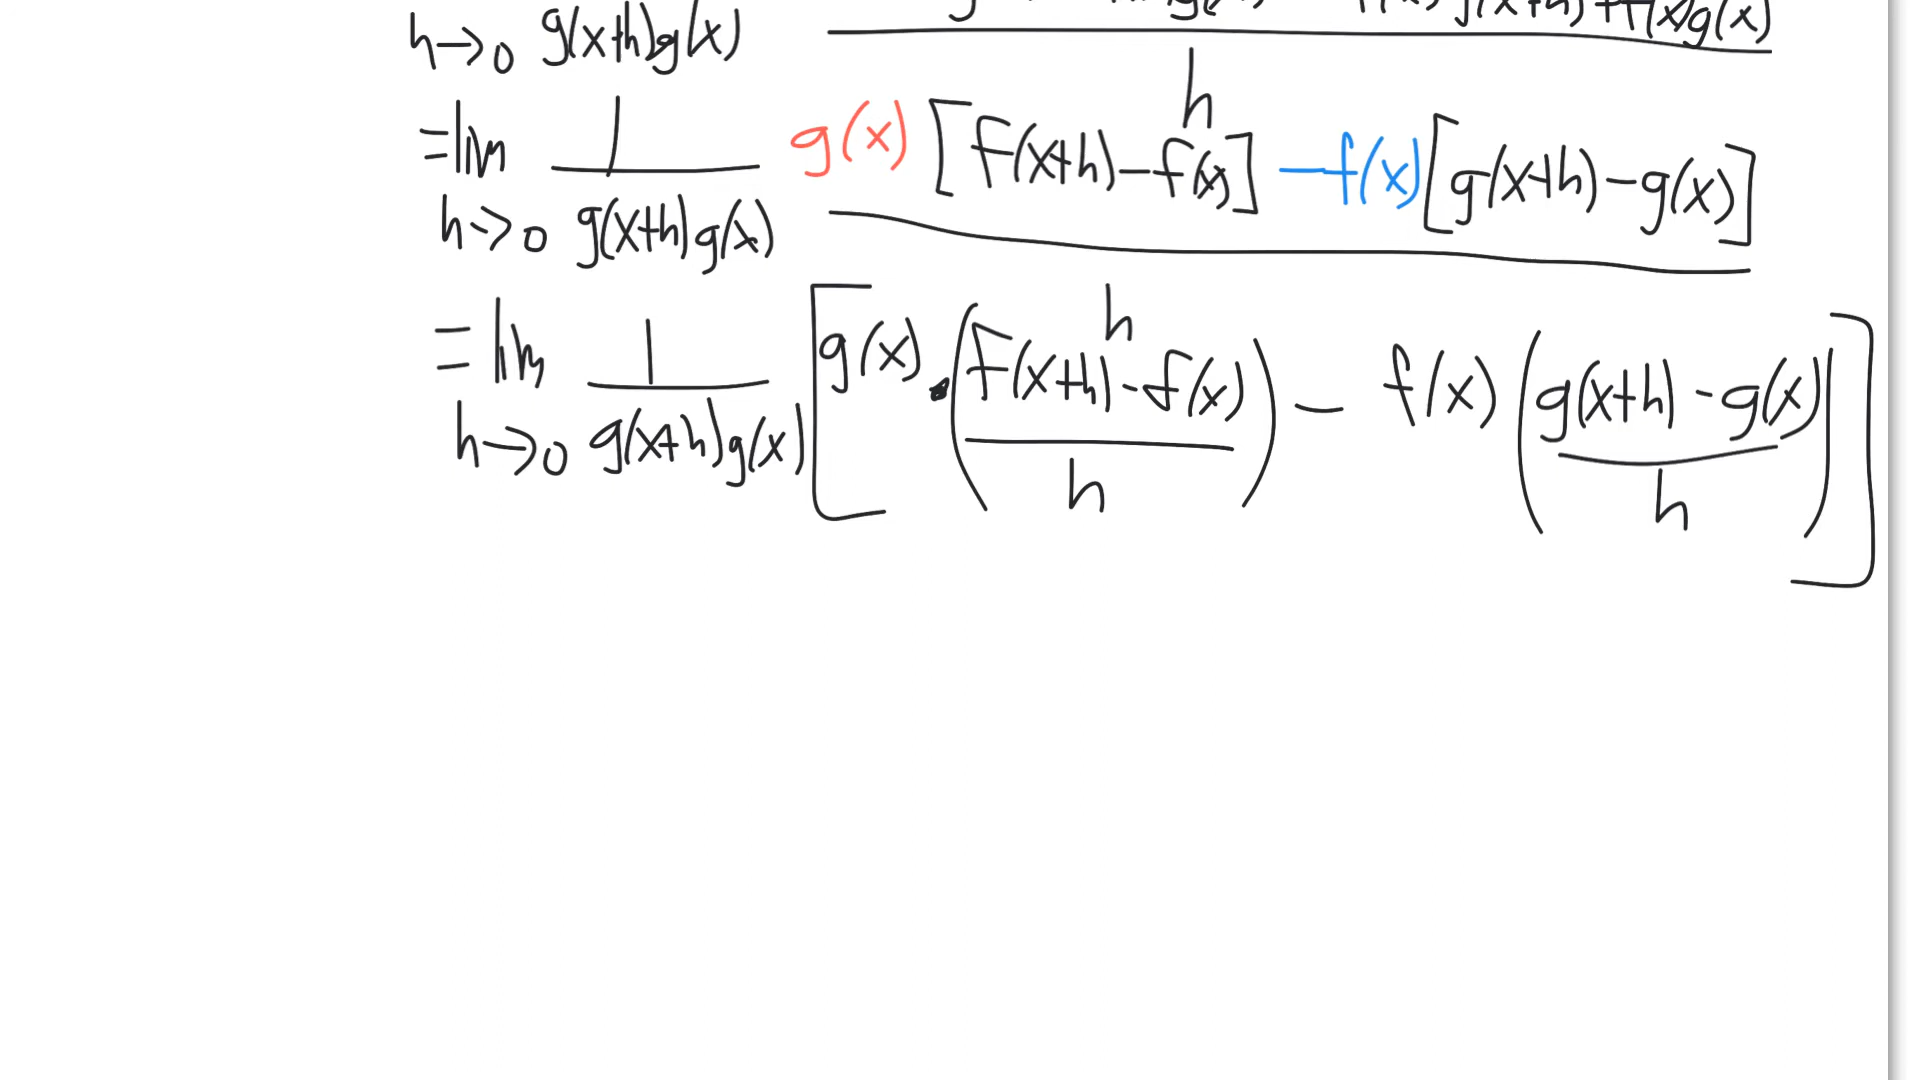 h→0 g(x+h)g(x) f(x)g(x+h)+f(x)g(x)
h
=lim 1 g(x) [f(x+h)-f(x)] -f(x)[g(x+h)-g(x)]
h→0 g(x+h)g(x)
h
=lim 1 [g(x)·(f(x+h)-f(x)) - f(x)(g(x+h)-g(x))]
h→0 g(x+h)g(x) h h